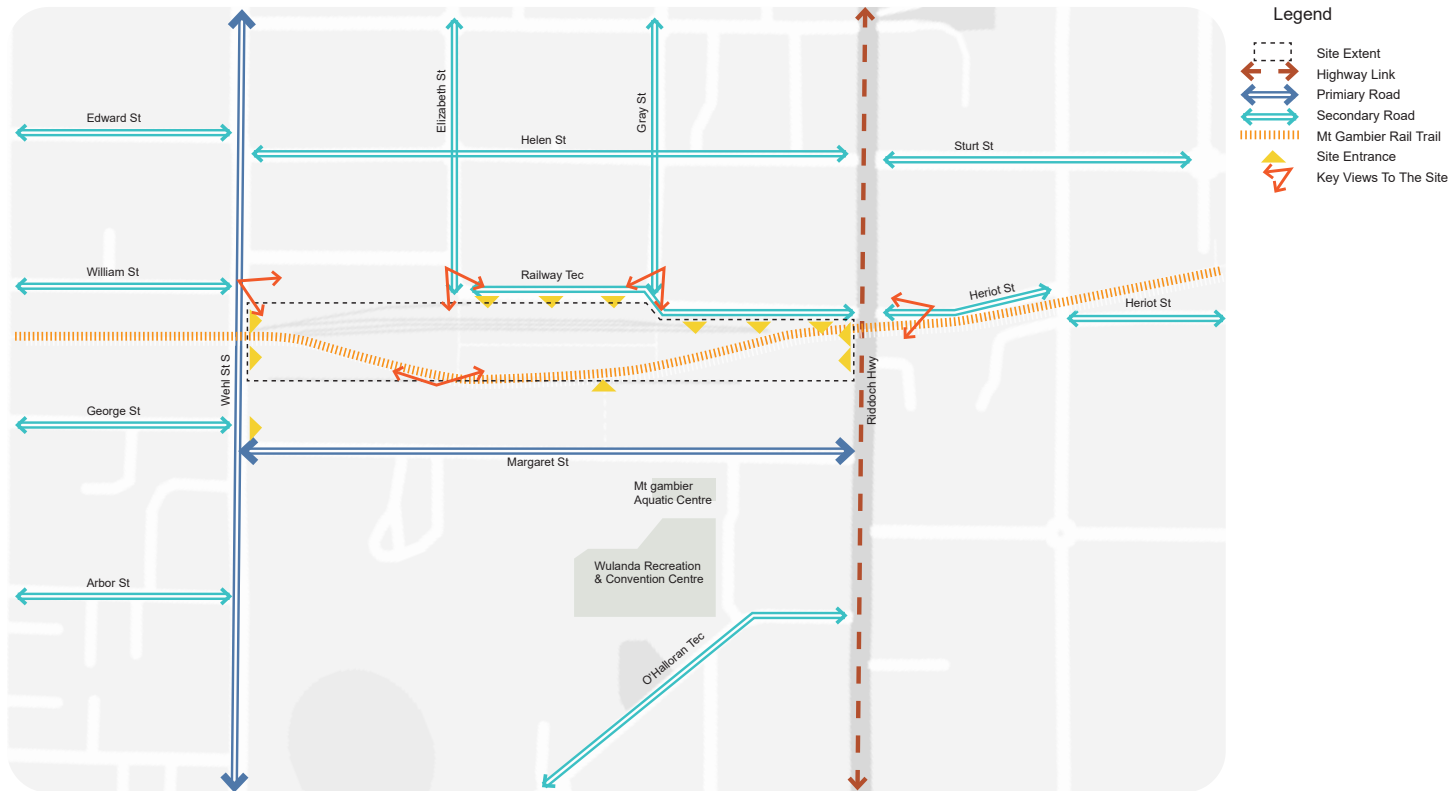 Legend
Site Extent
Highway Link
Primiary Road
Secondary Road
Mt Gambier Rail Trail
Site Entrance
Key Views To The Site
Edward St
Elizabeth St
Gray St
Helen St
Sturt St
William St
Railway Tec
Heriot St
Heriot St
Wehl St S
Riddoch Hwy
George St
Margaret St
Mt gambier
Aquatic Centre
Wulanda Recreation
& Convention Centre
Arbor St
O'Halloran Tec